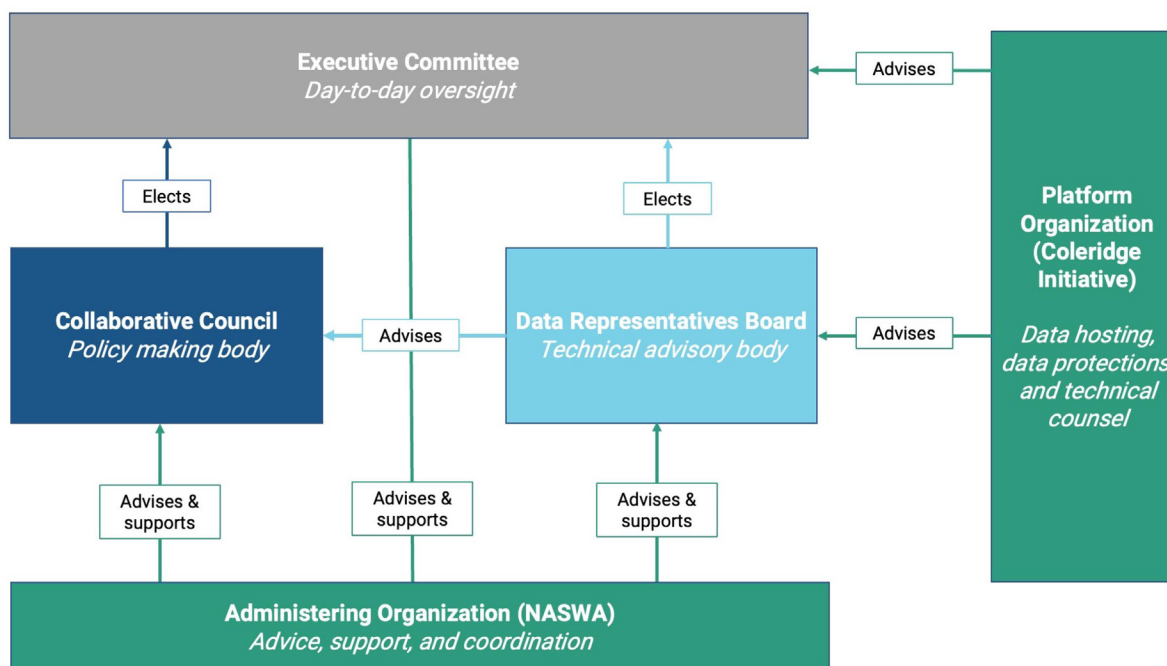 Executive Committee
Day-to-day oversight
Advises
Elects
Elects
Platform
Organization
(Coleridge
Initiative)
Data hosting,
data protections
and technical
counsel
Collaborative Council
Policy making body
Advises
Data Representatives Board
Technical advisory body
Advises
Advises &
supports
Advises &
supports
Advises &
supports
Administering Organization (NASWA)
Advice, support, and coordination